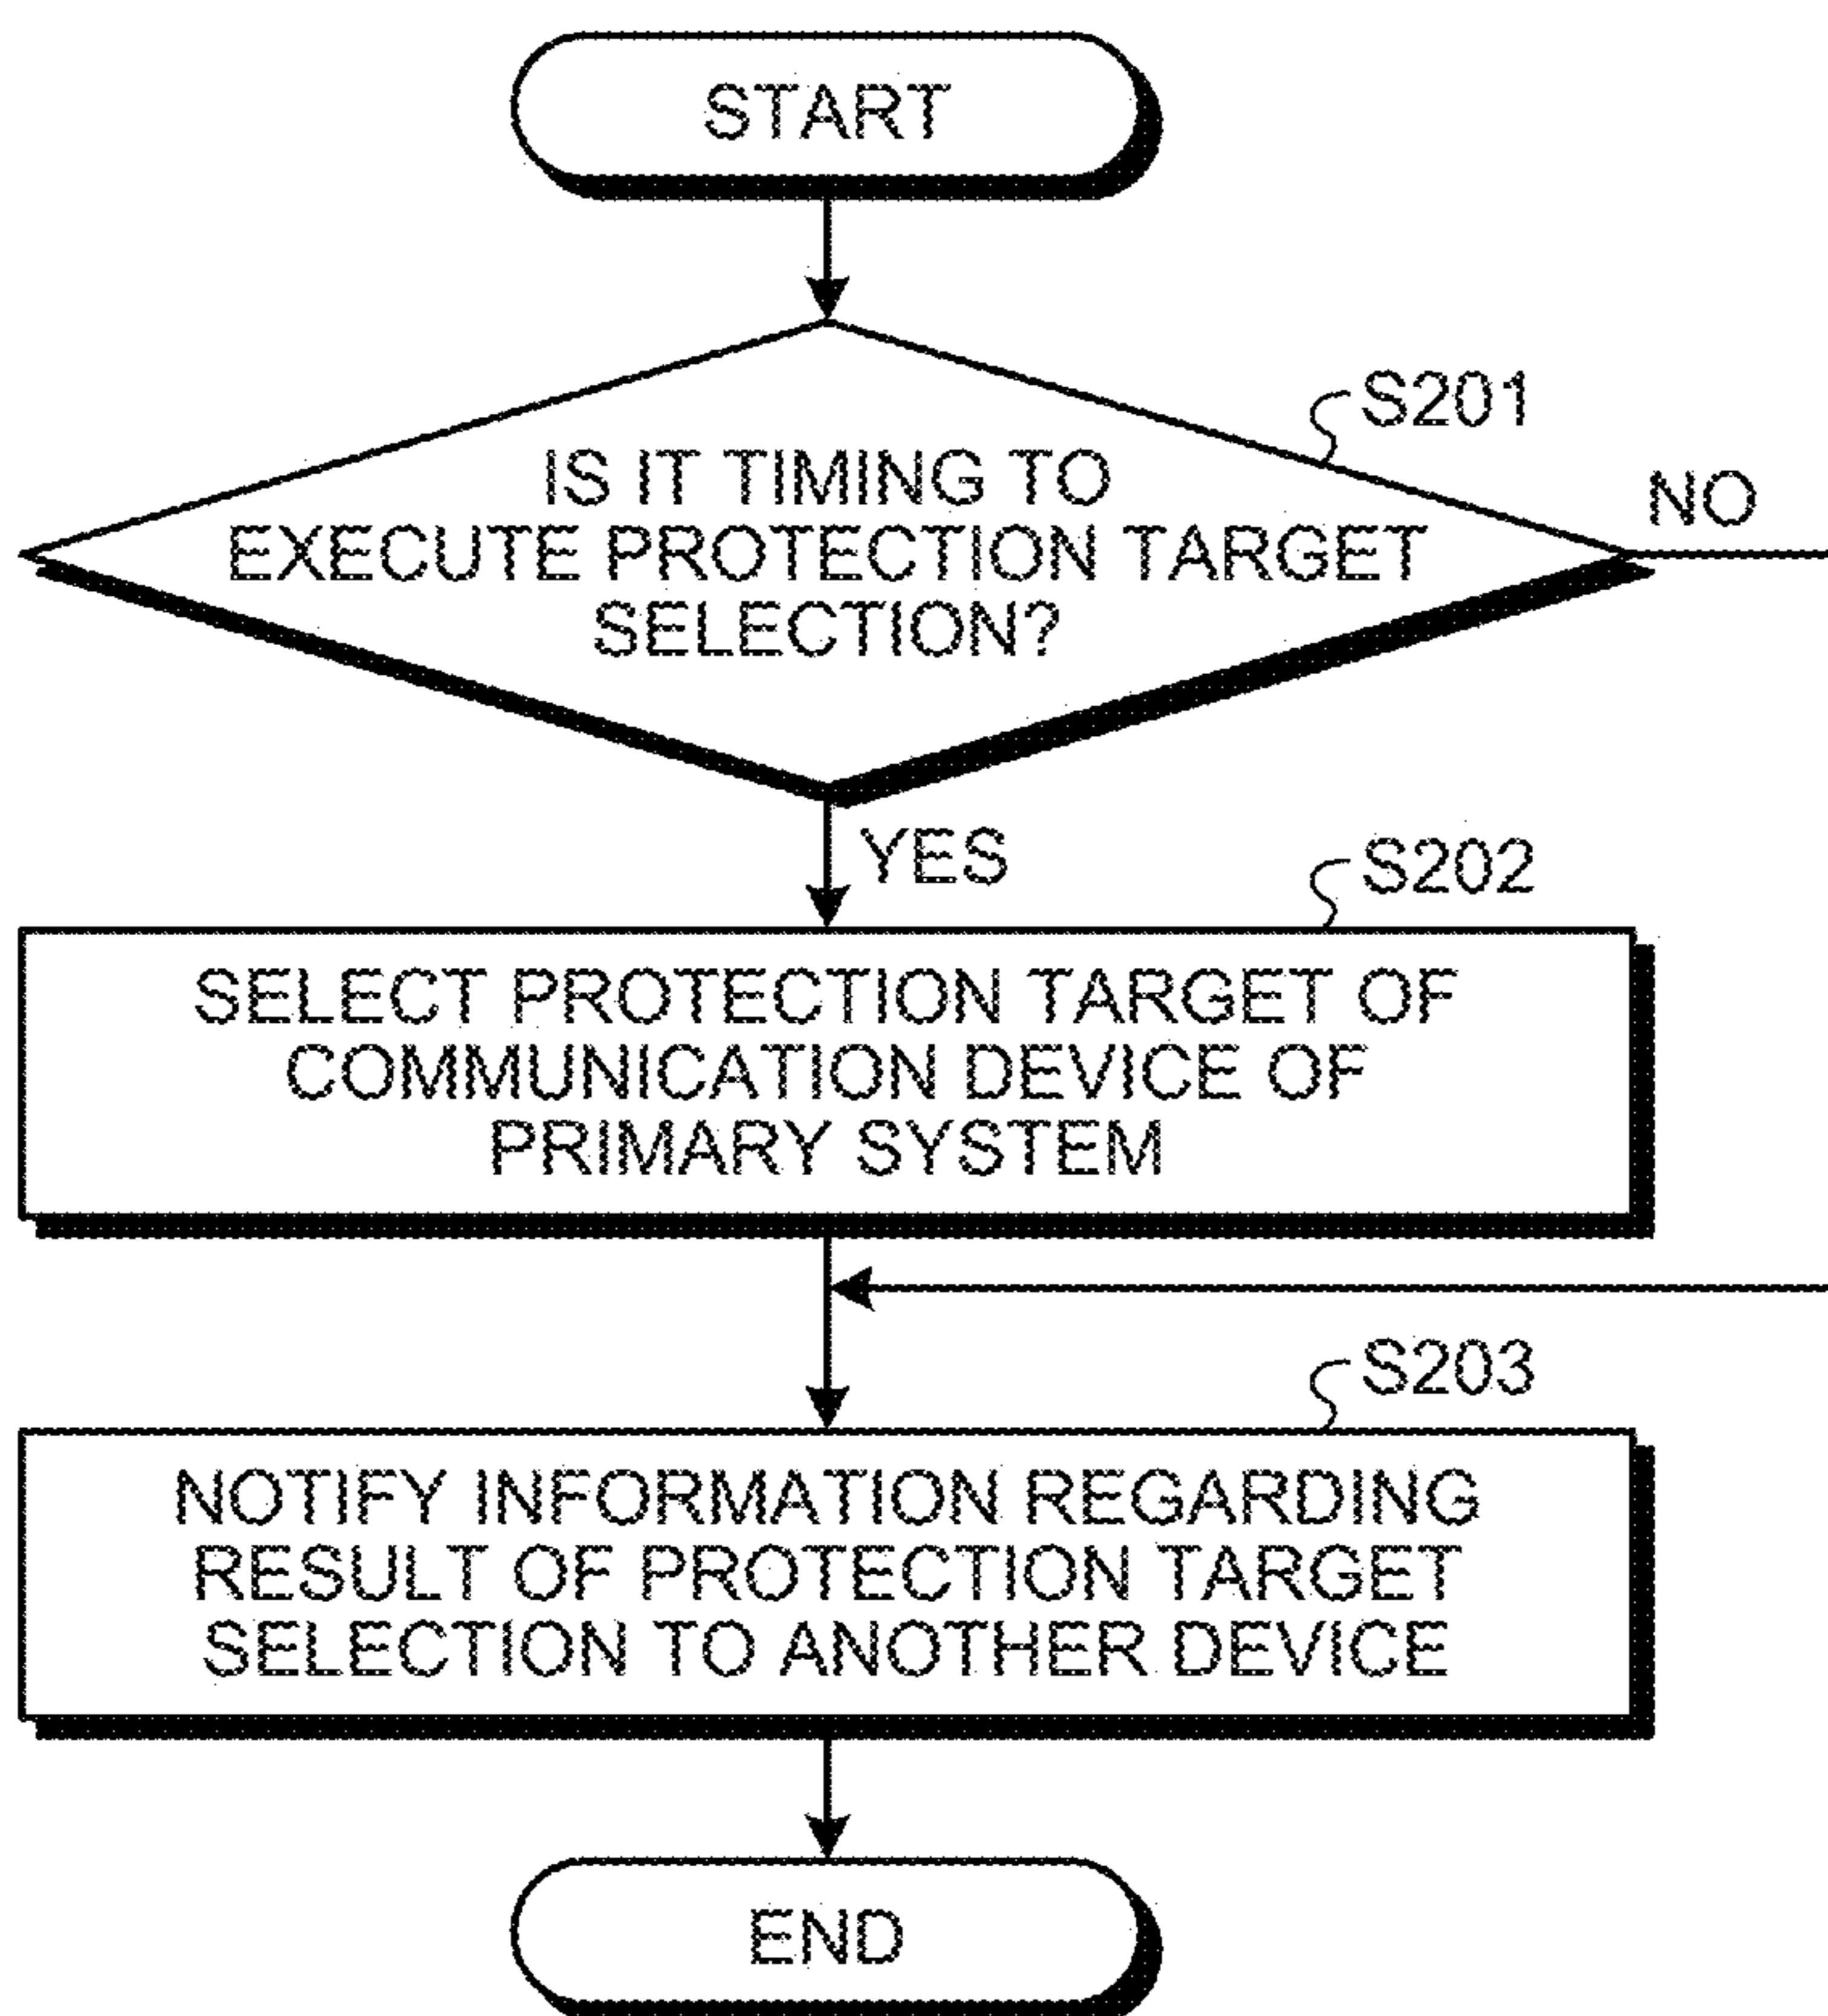 START
S201
IS IT TIMING TO
EXECUTE PROTECTION TARGET
SELECTION?
NO
YES
S202
SELECT PROTECTION TARGET OF
COMMUNICATION DEVICE OF
PRIMARY SYSTEM
S203
NOTIFY INFORMATION REGARDING
RESULT OF PROTECTION TARGET
SELECTION TO ANOTHER DEVICE
END